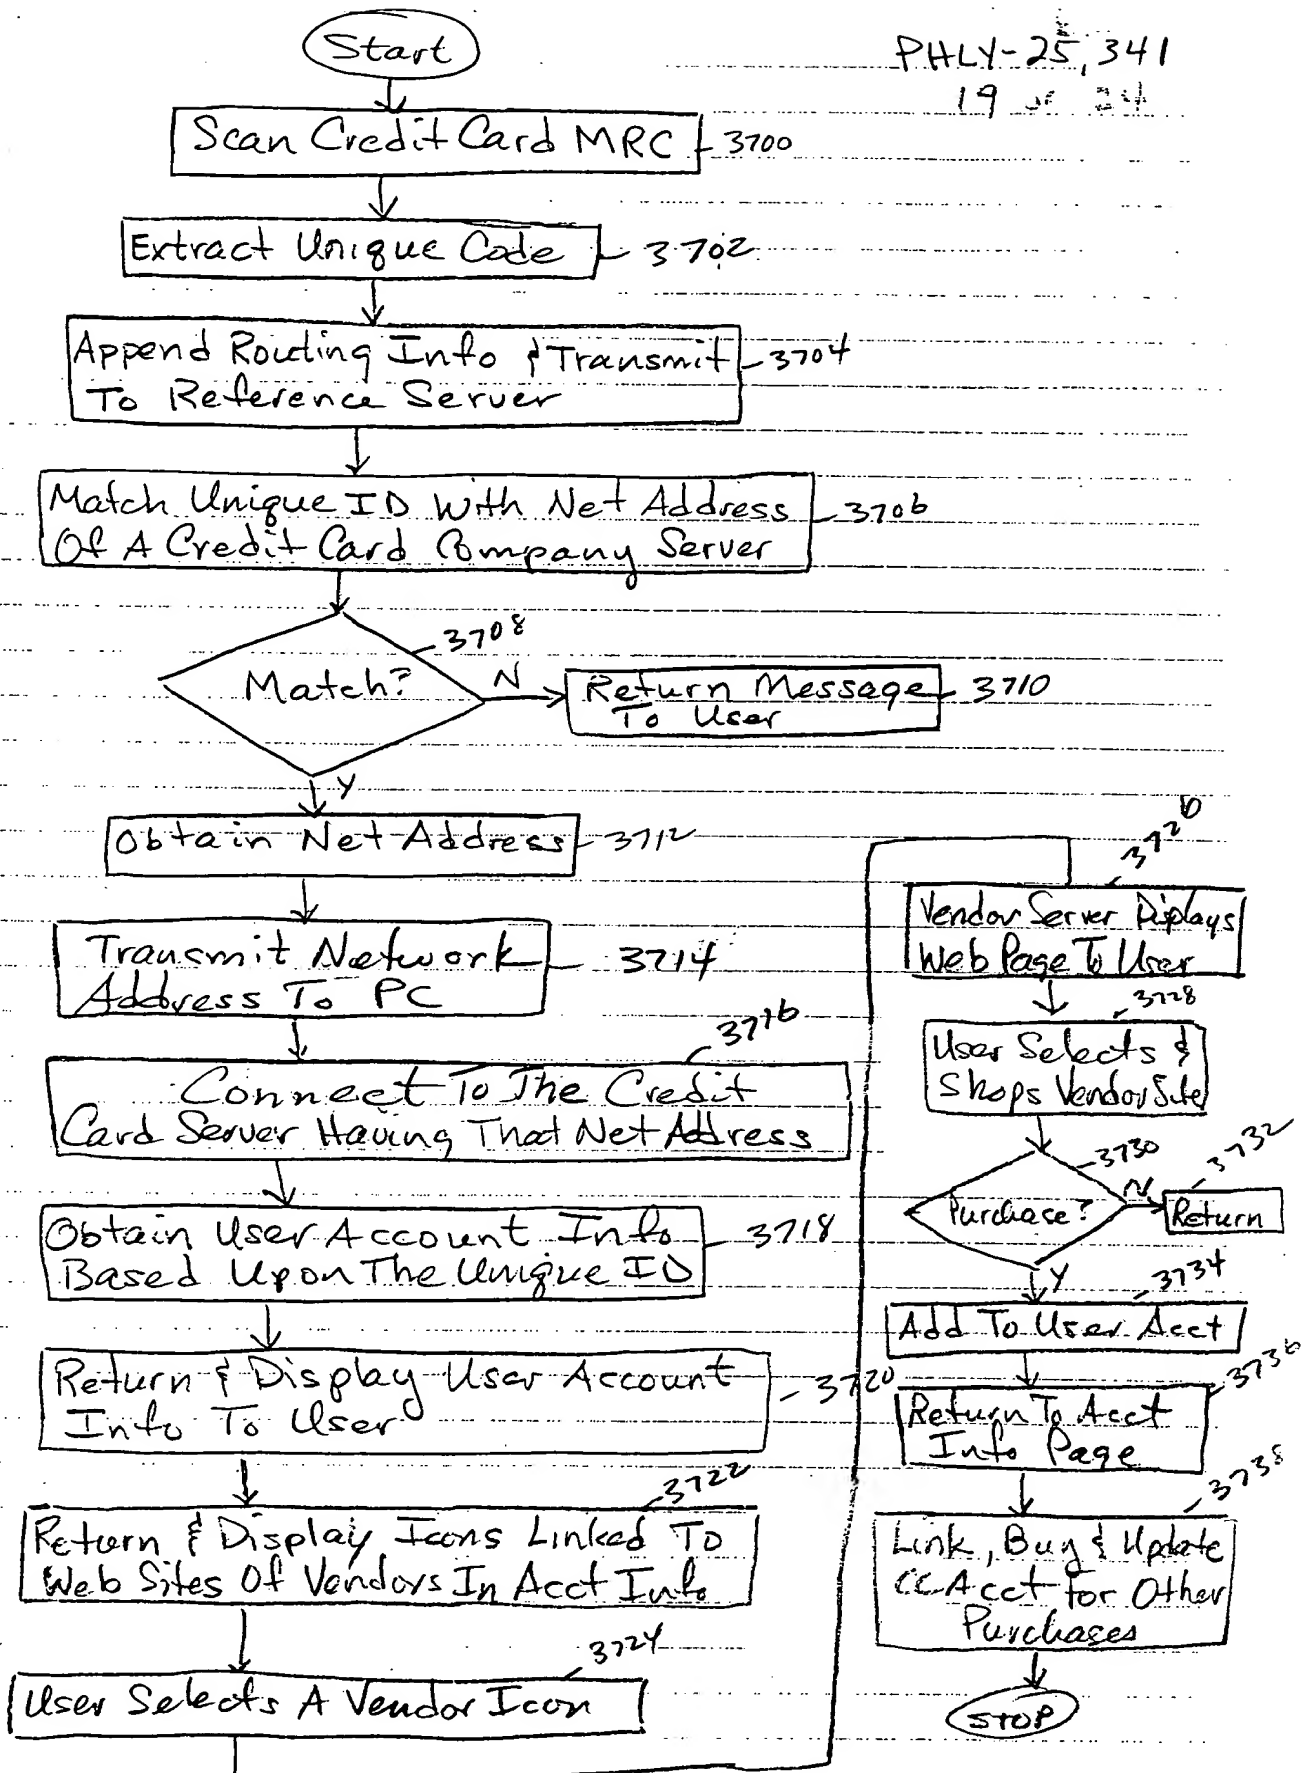 Start
PHLY-25,341
19 of 24
Scan Credit Card MRC 3700
Extract Unique Code 3702
Append Routing Info & Transmit 3704
To Reference Server
Match Unique ID With Net Address 3706
Of A Credit Card Company Server
3708
Match? N
Return Message 3710
To User
Y
Obtain Net Address 3712
Transmit Network 3714
Address To PC
3716
Connect To The Credit
Card Server Having That Net Address
Obtain User Account Info 3718
Based Upon The Unique ID
Return & Display User Account 3720
Info To User
3722
Return & Display Icons Linked To
Web Sites Of Vendors In Acct Info
3724
User Selects A Vendor Icon
3726
Vendor Server Displays
Web Page To User
3728
User Selects &
Shops Vendor Site
3730
Purchase? N
3732
Return
Y
3734
Add To User Acct
3736
Return To Acct
Info Page
3738
Link, Buy & Update
CC Acct for Other
Purchases
STOP